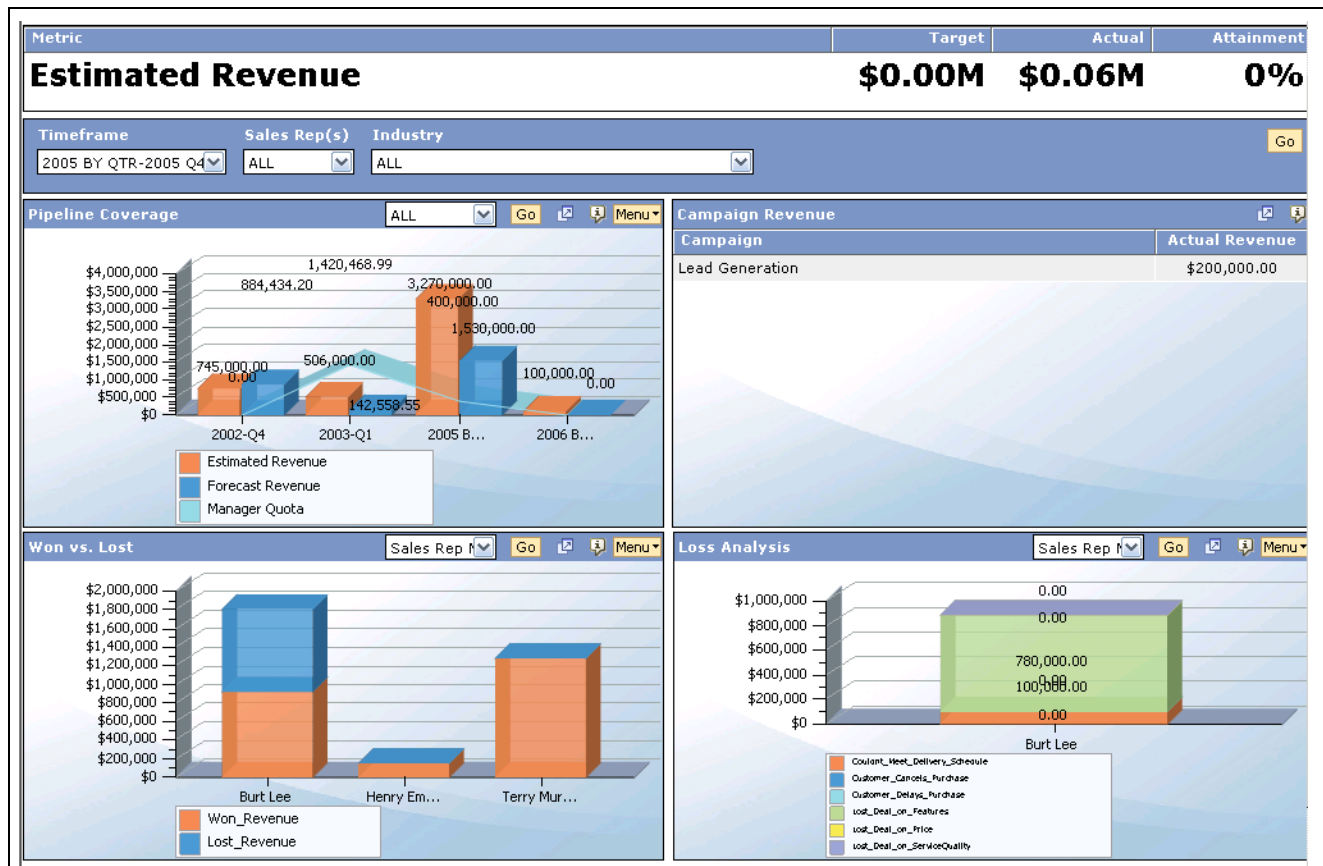 Metric Target Actual Attainment
Estimated Revenue $0.00M $0.06M 0%
Timeframe Sales Rep(s) Industry
2005 BY QTR-2005 Q4 ALL ALL Go
Pipeline Coverage ALL Go Menu
$4,000,000
$3,500,000
$3,000,000
$2,500,000
$2,000,000
$1,500,000
$1,000,000
$500,000
$0
1,420,468.99
884,434.20
3,270,000.00
400,000.00
1,530,000.00
745,000.00
0.00
506,000.00
142,558.55
100,000.00
0.00
2002-Q4 2003-Q1 2005 B... 2006 B...
Estimated Revenue
Forecast Revenue
Manager Quota
Campaign Revenue
Campaign Actual Revenue
Lead Generation $200,000.00
Won vs. Lost Sales Rep Go Menu
$2,000,000
$1,800,000
$1,600,000
$1,400,000
$1,200,000
$1,000,000
$800,000
$600,000
$400,000
$200,000
$0
Burt Lee Henry Em... Terry Mur...
Won_Revenue
Lost_Revenue
Loss Analysis Sales Rep Go Menu
$1,000,000
$800,000
$600,000
$400,000
$200,000
$0
0.00
0.00
780,000.00
0.00
100,000.00
0.00
Burt Lee
Couldnt_Meet_Delivery_Schedule
Customer_Cancels_Purchase
Customer_Delays_Purchase
Lost_Deal_on_Features
Lost_Deal_on_Price
Lost_Deal_on_ServiceQuality